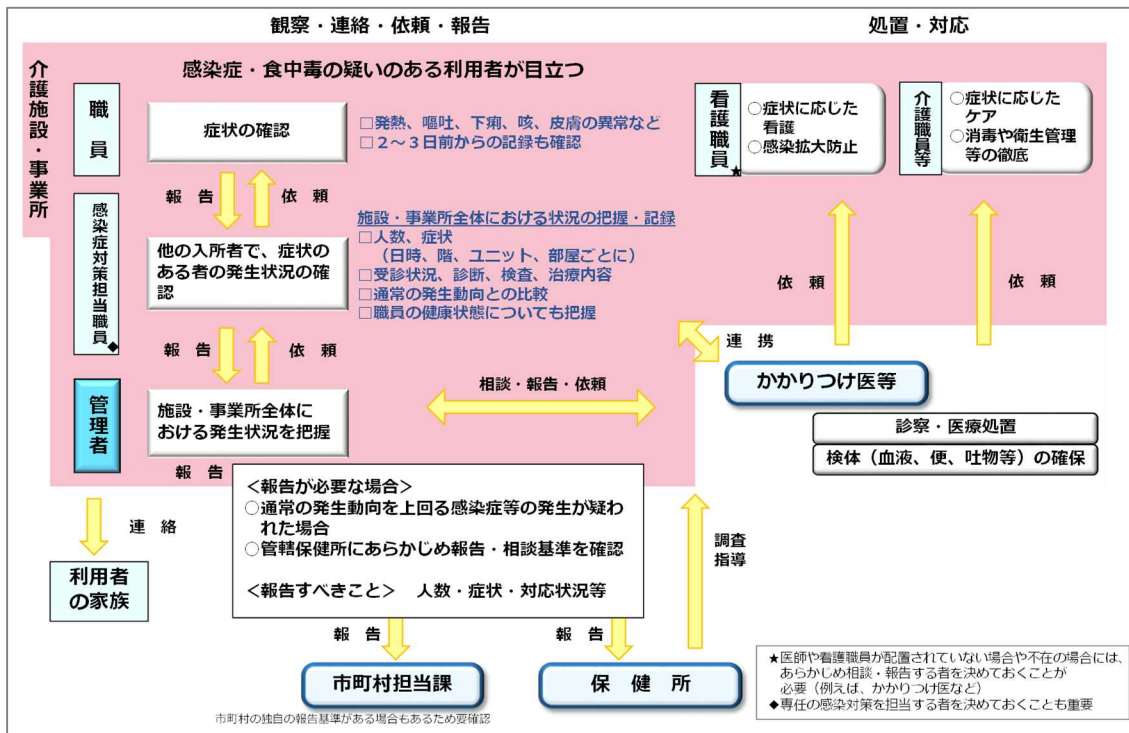 観察・連絡・依頼・報告
処置・対応
介護施設・事業所
感染症・食中毒の疑いのある利用者が目立つ
職員
症状の確認
□発熱、嘔吐、下痢、咳、皮膚の異常など
□２～３日前からの記録も確認
看護職員★
○症状に応じた
看護
○感染拡大防止
介護職員等
○症状に応じた
ケア
○消毒や衛生管理
等の徹底
報告
依頼
感染症対策担当職員◆
他の入所者で、症状の
ある者の発生状況の確
認
施設・事業所全体における状況の把握・記録
□人数、症状
（日時、階、ユニット、部屋ごとに）
□受診状況、診断、検査、治療内容
□通常の発生動向との比較
□職員の健康状態についても把握
依頼
依頼
報告
依頼
連携
管理者
施設・事業所全体に
おける発生状況を把握
相談・報告・依頼
かかりつけ医等
診察・医療処置
検体（血液、便、吐物等）の確保
報告
＜報告が必要な場合＞
○通常の発生動向を上回る感染症等の発生が疑わ
れた場合
○管轄保健所にあらかじめ報告・相談基準を確認
＜報告すべきこと＞　人数・症状・対応状況等
連絡
調査
指導
利用者
の家族
報告
報告
市町村担当課
保健所
市町村の独自の報告基準がある場合もあるため要確認
★医師や看護職員が配置されていない場合や不在の場合には、
あらかじめ相談・報告する者を決めておくことが
必要（例えば、かかりつけ医など）
◆専任の感染対策を担当する者を決めておくことも重要